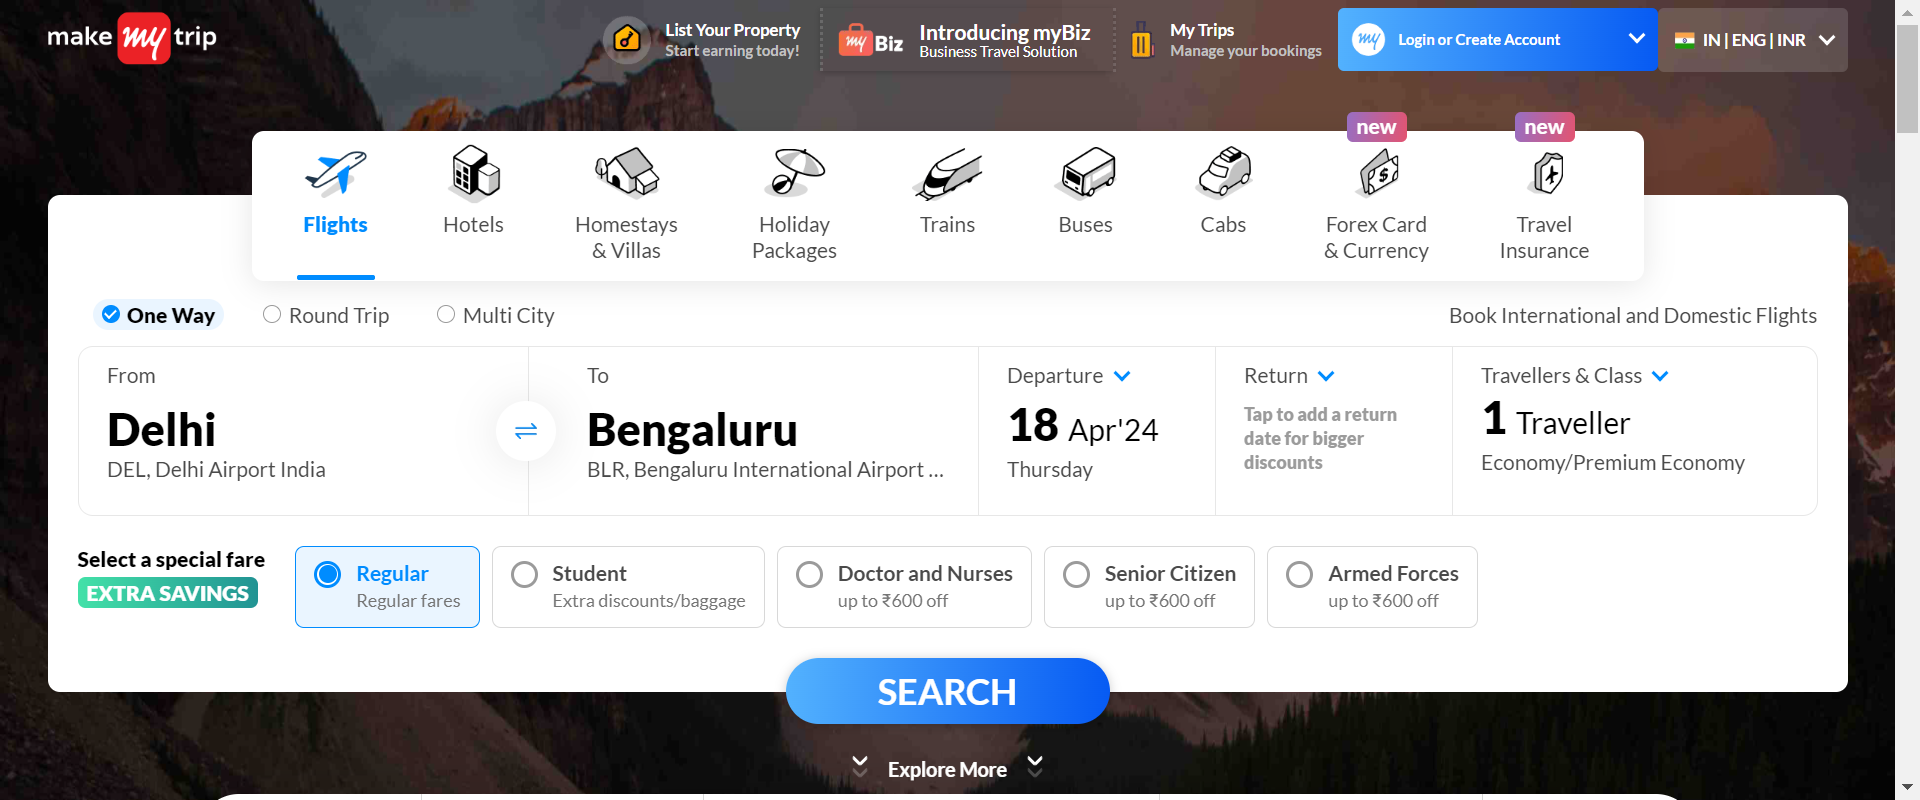 make my trip
List Your Property
Start earning today!
my Biz
Introducing myBiz
Business Travel Solution
My Trips
Manage your bookings
my
Login or Create Account
IN | ENG | INR
new
new
Flights
Hotels
Homestays
& Villas
Holiday
Packages
Trains
Buses
Cabs
Forex Card
& Currency
Travel
Insurance
One Way
Round Trip
Multi City
Book International and Domestic Flights
From
Delhi
DEL, Delhi Airport India
To
Bengaluru
BLR, Bengaluru International Airport ...
Departure
18 Apr'24
Thursday
Return
Tap to add a return
date for bigger
discounts
Travellers & Class
1 Traveller
Economy/Premium Economy
Select a special fare
EXTRA SAVINGS
Regular
Regular fares
Student
Extra discounts/baggage
Doctor and Nurses
up to ₹600 off
Senior Citizen
up to ₹600 off
Armed Forces
up to ₹600 off
SEARCH
Explore More